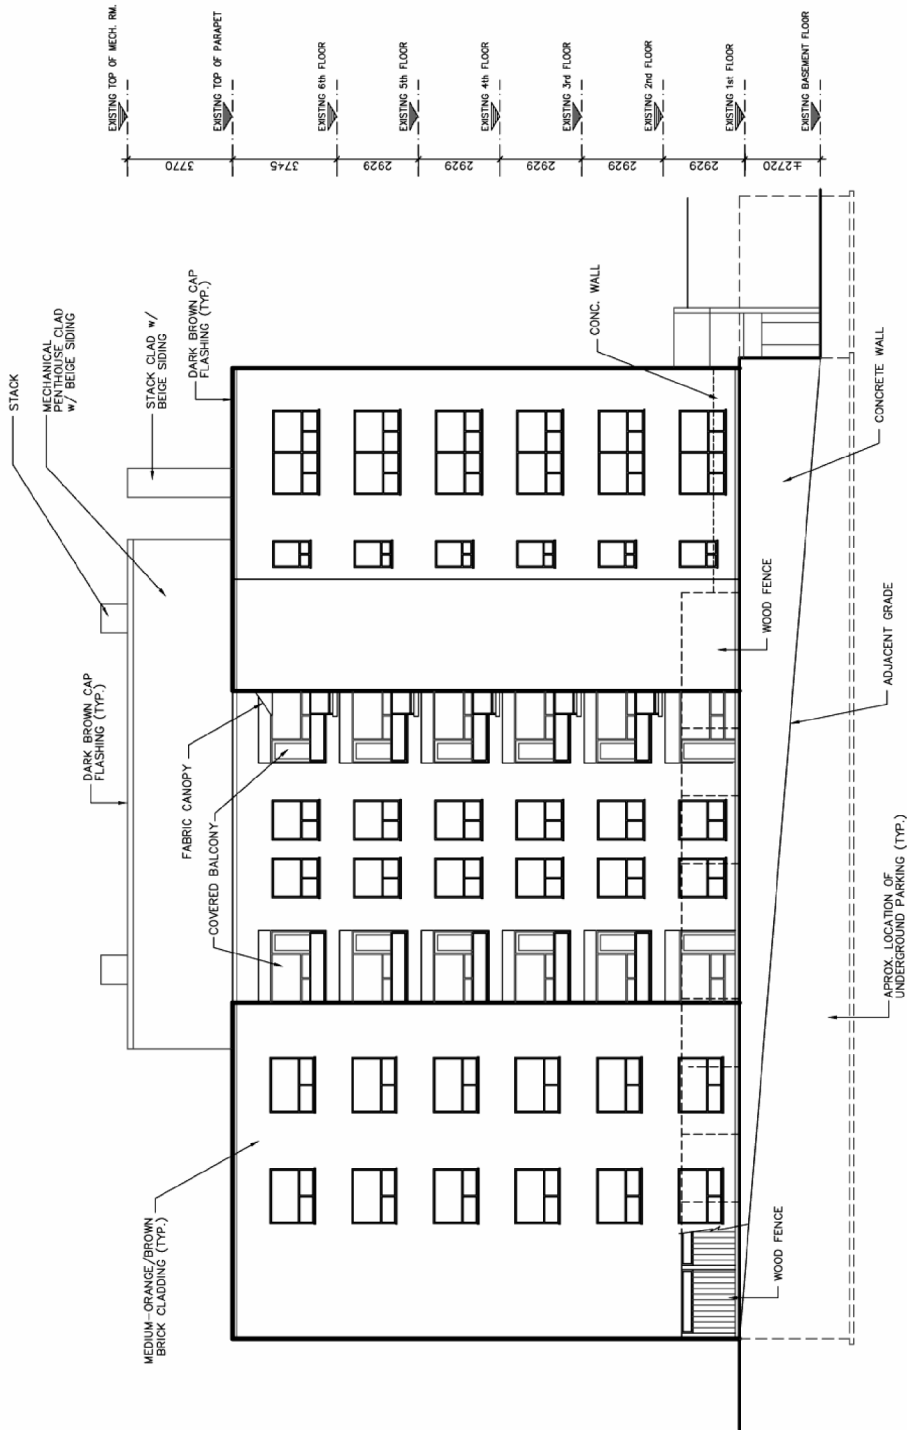 STACK
MECHANICAL
PENTHOUSE CLAD
w/ BEIGE SIDING
STACK CLAD w/
BEIGE SIDING
DARK BROWN CAP
FLASHING (TYP.)
DARK BROWN CAP
FLASHING (TYP.)
FABRIC CANOPY
COVERED BALCONY
MEDIUM-ORANGE/BROWN
BRICK CLADDING (TYP.)
CONC. WALL
WOOD FENCE
WOOD FENCE
CONCRETE WALL
ADJACENT GRADE
APROX. LOCATION OF
UNDERGROUND PARKING (TYP.)
EXISTING TOP OF MECH. RM.
3770
EXISTING TOP OF PARAPET
3745
EXISTING 6th FLOOR
2929
EXISTING 5th FLOOR
2929
EXISTING 4th FLOOR
2929
EXISTING 3rd FLOOR
2929
EXISTING 2nd FLOOR
2929
EXISTING 1st FLOOR
±2720
EXISTING BASEMENT FLOOR